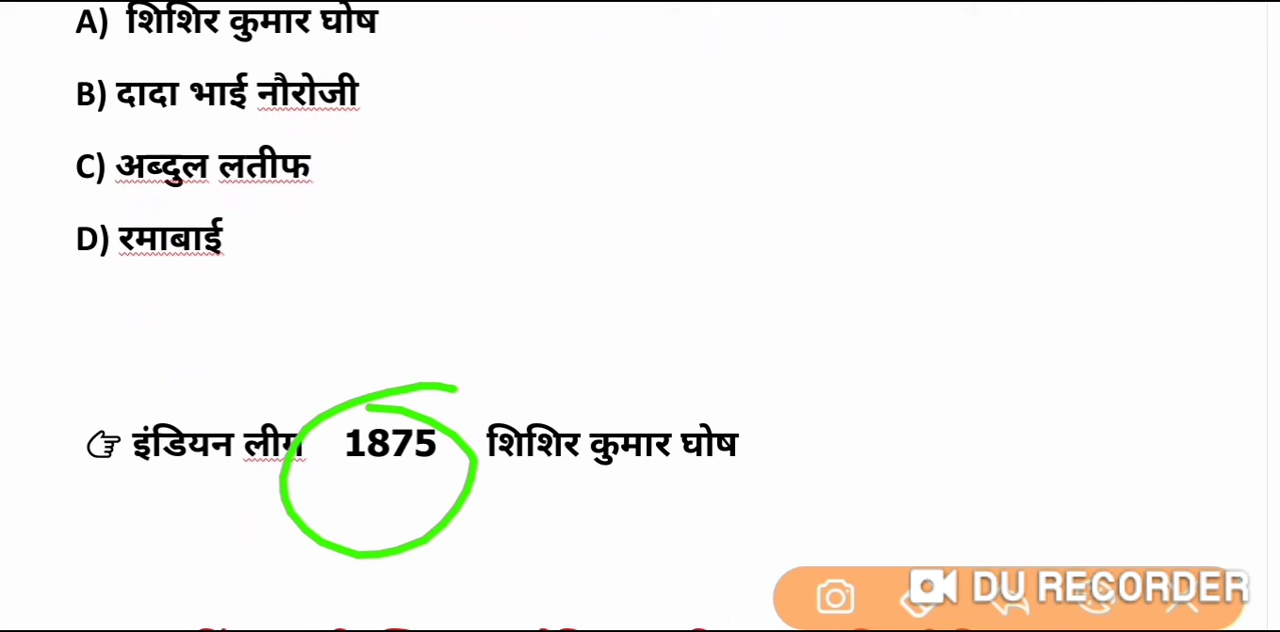 A) शिशिर कुमार घोष
B) दादा भाई नौरोजी
C) अब्दुल लतीफ
D) रमाबाई
👉 इंडियन लीग 1875 शिशिर कुमार घोष
DU RECORDER